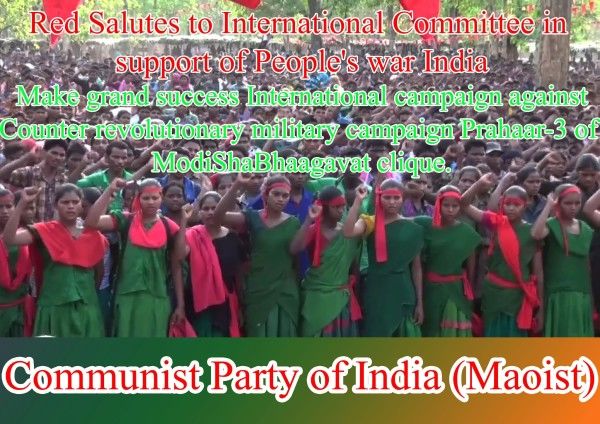 Red Salutes to International Committee in
support of People's war India
Make grand success International campaign against
Counter revolutionary military campaign Prahaar-3 of
ModiShaBhaagavat clique.
Communist Party of India (Maoist)